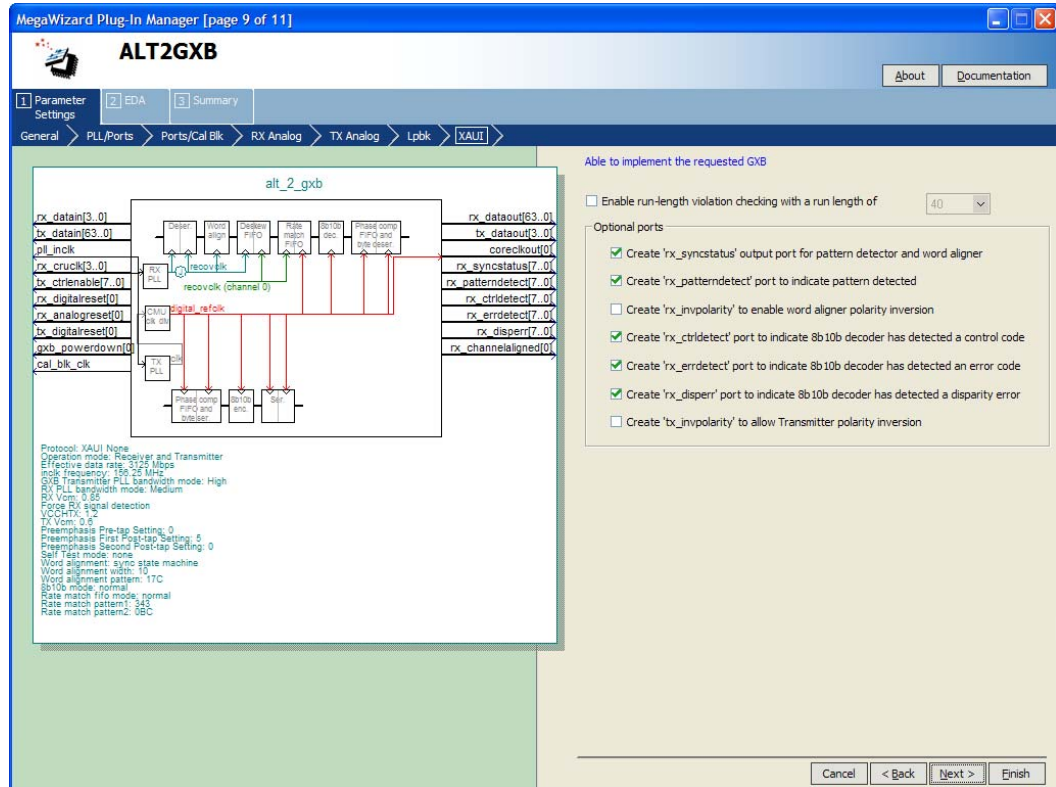 MegaWizard Plug-In Manager [page 9 of 11]
ALT2GXB
About
Documentation
1 Parameter Settings
2 EDA
3 Summary
General
PLL/Ports
Ports/Cal Blk
RX Analog
TX Analog
Lpbk
XAUI
Able to implement the requested GXB
Enable run-length violation checking with a run length of
40
Optional ports
Create 'rx_syncstatus' output port for pattern detector and word aligner
Create 'rx_patterndetect' port to indicate pattern detected
Create 'rx_invpolarity' to enable word aligner polarity inversion
Create 'rx_ctrldetect' port to indicate 8b10b decoder has detected a control code
Create 'rx_errdetect' port to indicate 8b10b decoder has detected an error code
Create 'rx_disperr' port to indicate 8b10b decoder has detected a disparity error
Create 'tx_invpolarity' to allow Transmitter polarity inversion
alt_2_gxb
rx_datain[3..0]
tx_datain[63..0]
pll_inclk
rx_cruclk[3..0]
tx_ctrlenable[7..0]
rx_digitalreset[0]
rx_analogreset[0]
tx_digitalreset[0]
gxb_powerdown[0]
cal_blk_clk
rx_dataout[63..0]
tx_dataout[3..0]
coreclkout[0]
rx_syncstatus[7..0]
rx_patterndetect[7..0]
rx_ctrldetect[7..0]
rx_errdetect[7..0]
rx_disperr[7..0]
rx_channelaligned[0]
Deser.
Word align
Deskew FIFO
Rate match FIFO
8b10b dec.
Phase comp FIFO and byte deser
RX PLL
2
recovclk
recovclk (channel 0)
CMU clk div
digital_refclk
TX PLL
clk
Phase comp FIFO and byte ser
8b10b enc.
Ser.
Protocol: XAUI None
Operation mode: Receiver and Transmitter
Effective data rate: 3125 Mbps
inclk frequency: 156.25 MHz
GXB Transmitter PLL bandwidth mode: High
RX PLL bandwidth mode: Medium
RX Vcm: 0.85
Force RX signal detection
VCCHTX: 1.2
TX Vcm: 0.6
Preemphasis Pre-tap Setting: 0
Preemphasis First Post-tap Setting: 5
Preemphasis Second Post-tap Setting: 0
Self Test mode: none
Word alignment: sync state machine
Word alignment width: 10
Word alignment pattern: 17C
8b10b mode: normal
Rate match fifo mode: normal
Rate match pattern1: 343
Rate match pattern2: 0BC
Cancel
< Back
Next >
Finish